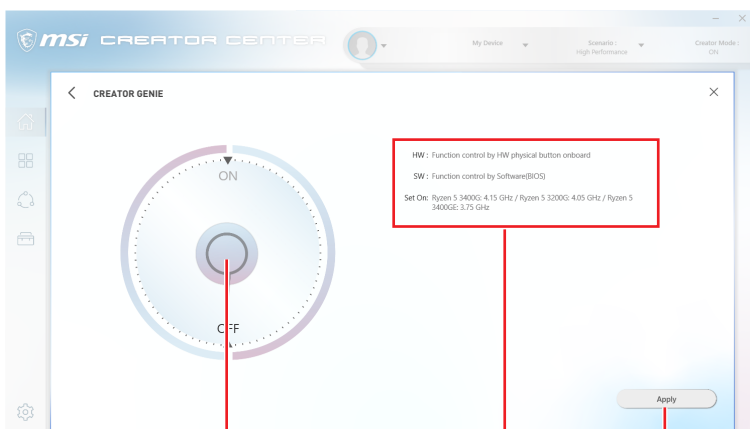 msi CREATOR CENTER
My Device
Scenario :
High Performance
Creator Mode :
ON
CREATOR GENIE
ON
OFF
HW : Function control by HW physical button onboard
SW : Function control by Software(BIOS)
Set On: Ryzen 5 3400G: 4.15 GHz / Ryzen 5 3200G: 4.05 GHz / Ryzen 5
3400GE: 3.75 GHz
Apply